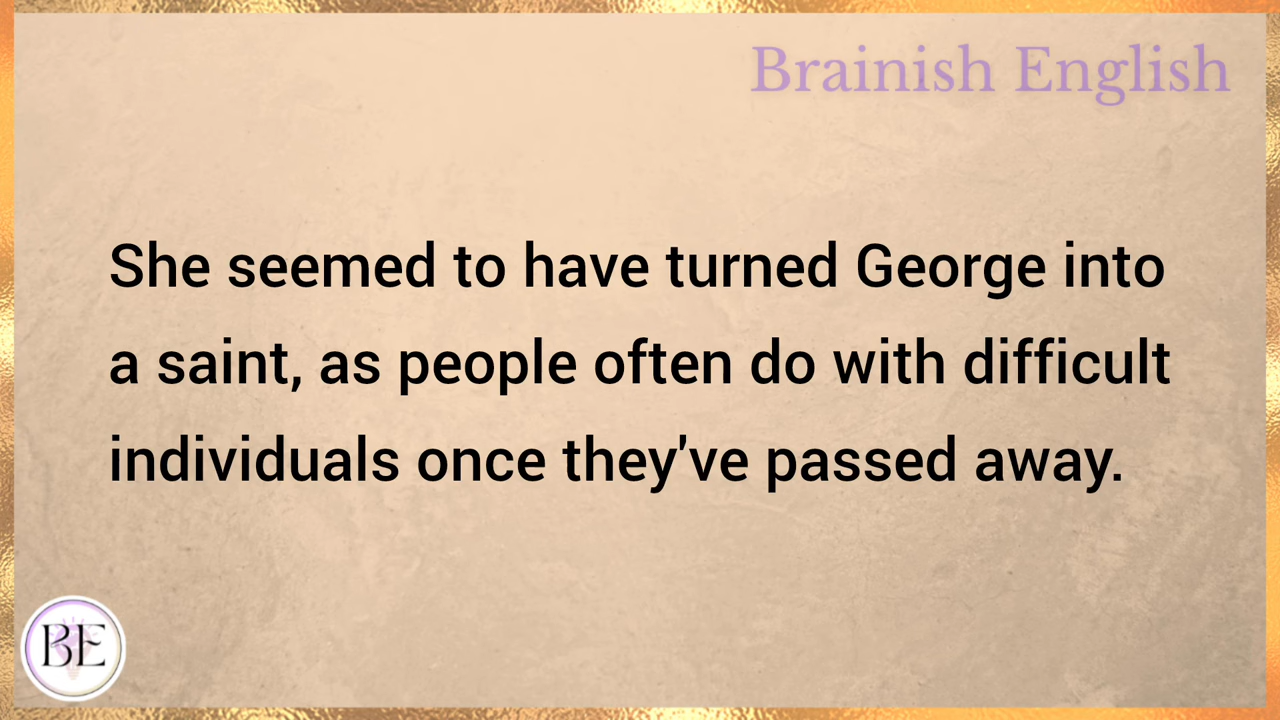 Brainish English
She seemed to have turned George into
a saint, as people often do with difficult
individuals once they've passed away.
BE